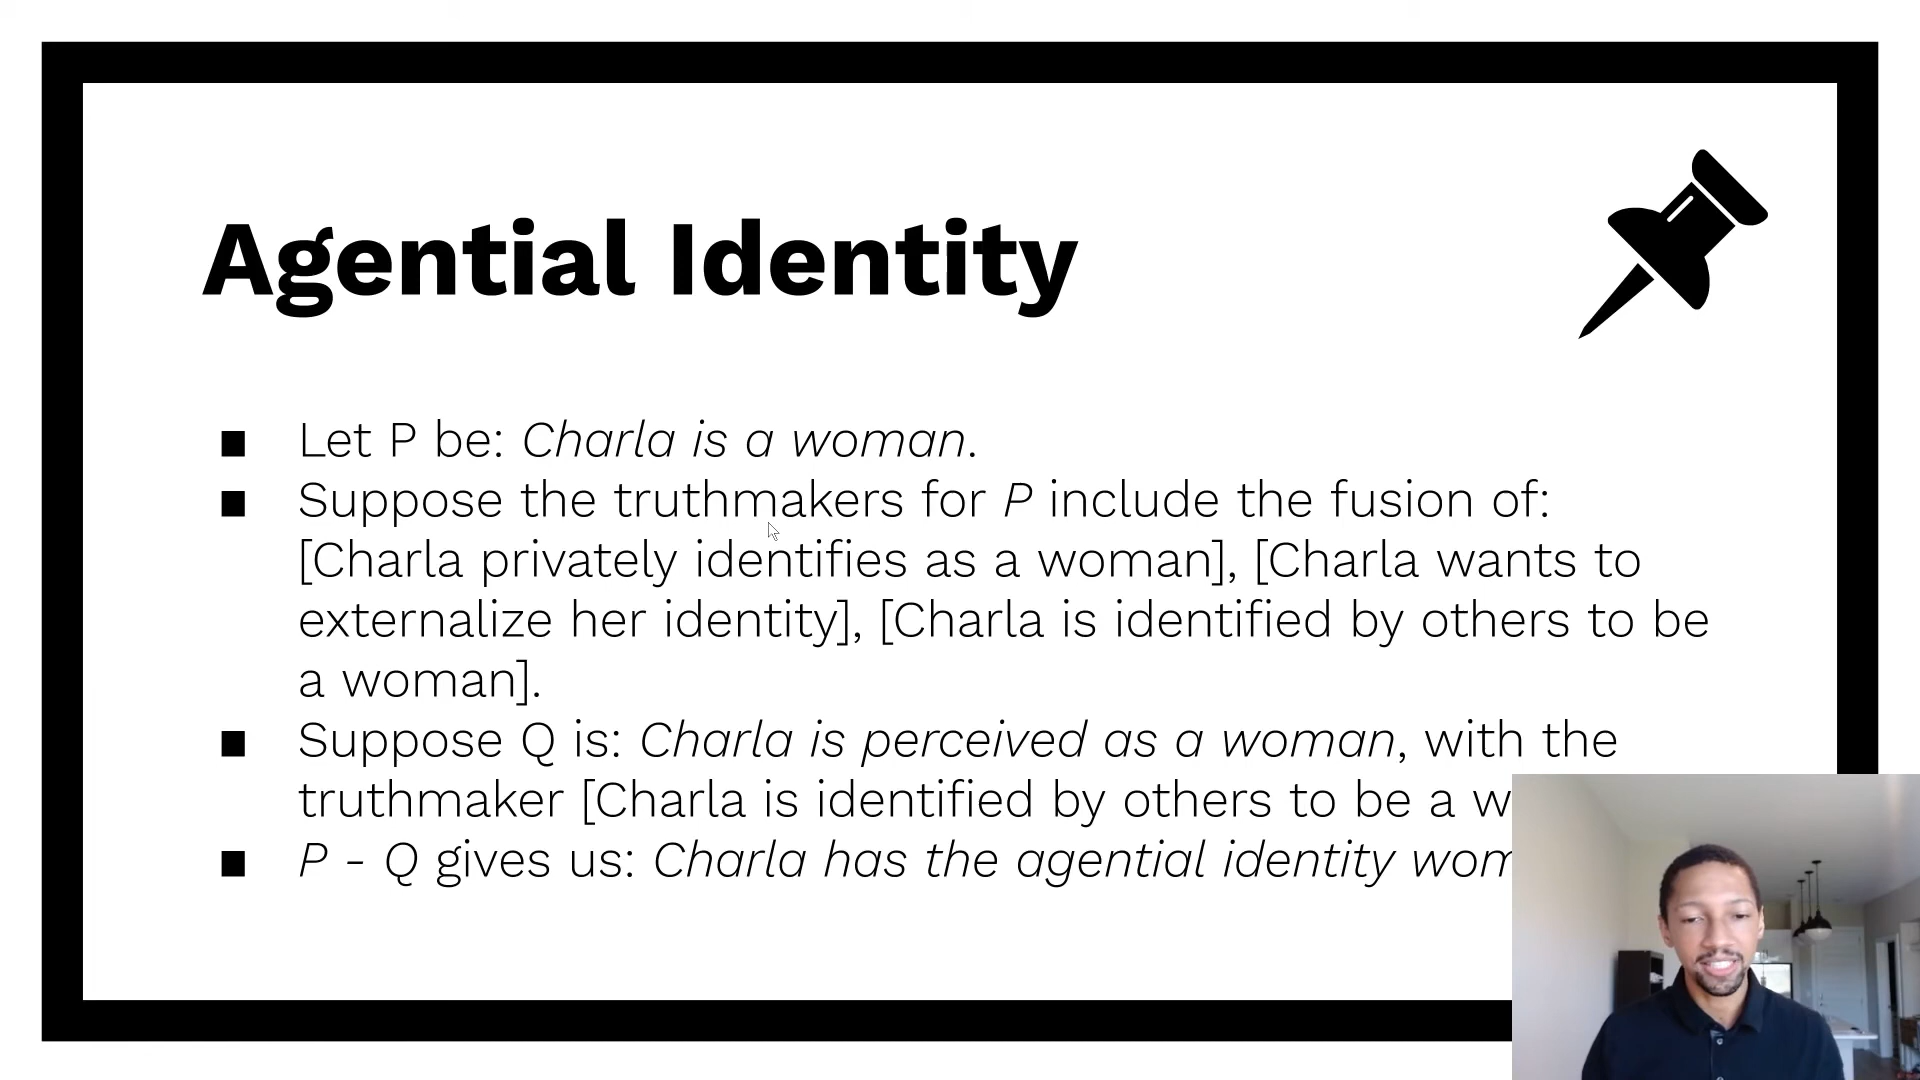 Agential Identity
Let P be: Charla is a woman.
Suppose the truthmakers for P include the fusion of:
[Charla privately identifies as a woman], [Charla wants to
externalize her identity], [Charla is identified by others to be
a woman].
Suppose Q is: Charla is perceived as a woman, with the
truthmaker [Charla is identified by others to be a
P - Q gives us: Charla has the agential identity